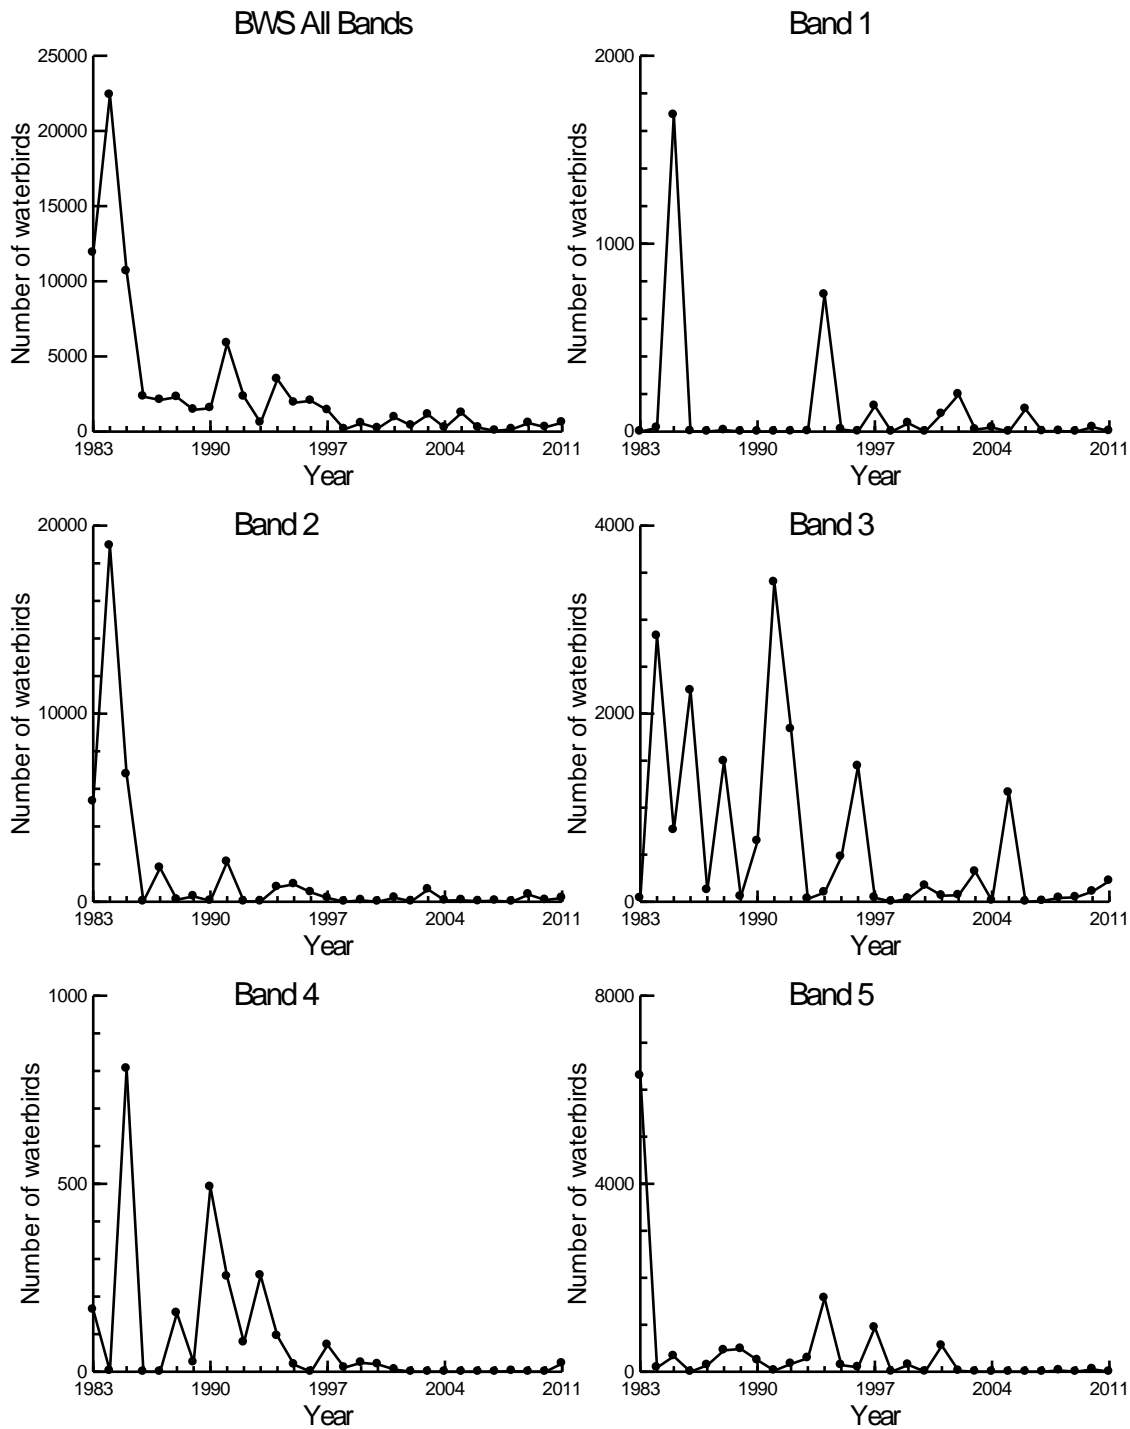 BWS All Bands
Number of waterbirds
25000
20000
15000
10000
5000
0
1983 1990 1997 2004 2011
Year
Band 1
Number of waterbirds
2000
1000
0
1983 1990 1997 2004 2011
Year
Band 2
Number of waterbirds
20000
10000
0
1983 1990 1997 2004 2011
Year
Band 3
Number of waterbirds
4000
2000
0
1983 1990 1997 2004 2011
Year
Band 4
Number of waterbirds
1000
500
0
1983 1990 1997 2004 2011
Year
Band 5
Number of waterbirds
8000
4000
0
1983 1990 1997 2004 2011
Year